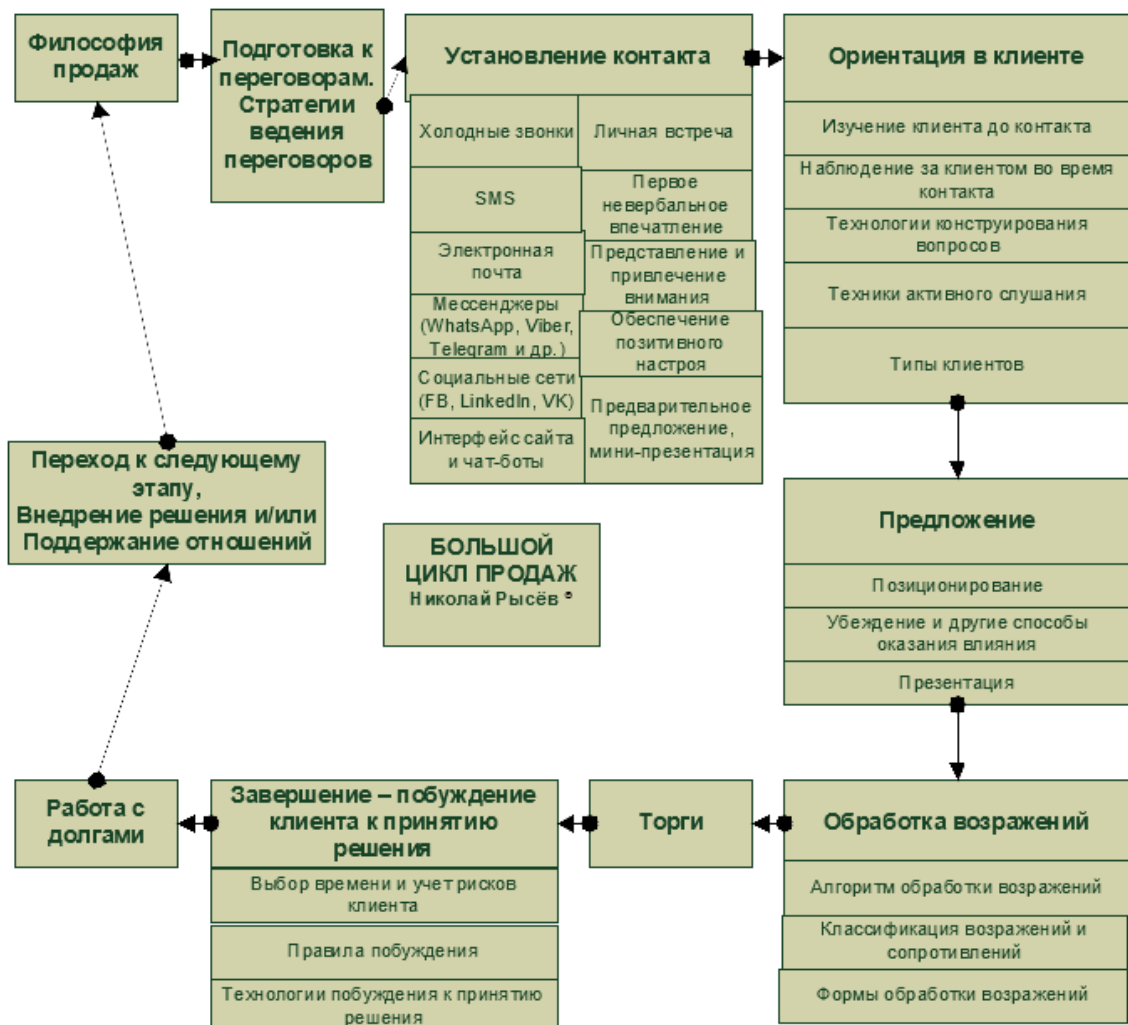 Философия
продаж
Подготовка к
переговорам.
Стратегии
ведения
переговоров
Установление контакта
Холодные звонки
SMS
Электронная
почта
Мессенджеры
(WhatsApp, Viber,
Telegram и др.)
Социальные сети
(FB, LinkedIn, VK)
Интерфейс сайта
и чат-боты
Личная встреча
Первое
невербальное
впечатление
Представление и
привлечение
внимания
Обеспечение
позитивного
настроя
Предварительное
предложение,
мини-презентация
Ориентация в клиенте
Изучение клиента до контакта
Наблюдение за клиентом во время
контакта
Технологии конструирования
вопросов
Техники активного слушания
Типы клиентов
Предложение
Позиционирование
Убеждение и другие способы
оказания влияния
Презентация
Обработка возражений
Алгоритм обработки возражений
Классификация возражений и
сопротивлений
Формы обработки возражений
Торги
Завершение – побуждение
клиента к принятию
решения
Выбор времени и учет рисков
клиента
Правила побуждения
Технологии побуждения к принятию
решения
Работа с
долгами
Переход к следующему
этапу,
Внедрение решения и/или
Поддержание отношений
БОЛЬШОЙ
ЦИКЛ ПРОДАЖ
Николай Рысёв ®